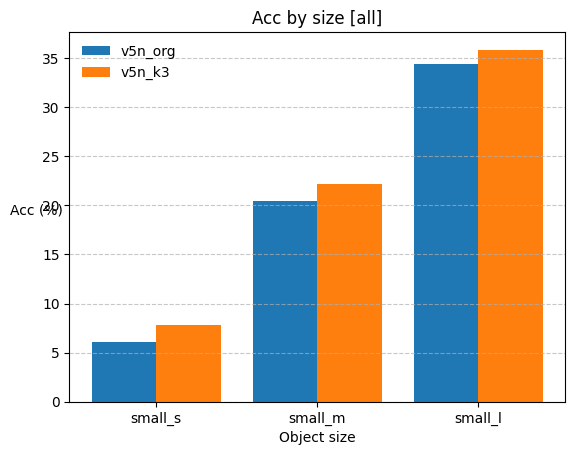 Acc by size [all]
v5n_org
v5n_k3
35
30
25
20
Acc (%)
15
10
5
0
small_s
small_m
small_l
Object size